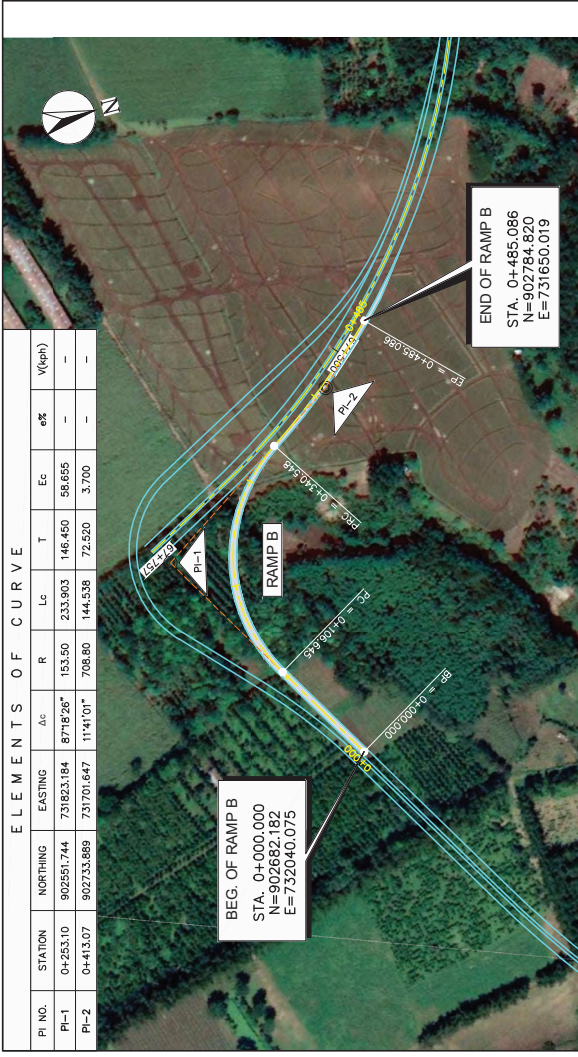 ELEMENTS OF CURVE
PI NO. STATION NORTHING EASTING Δc R Lc T Ec e% V(kph)
PI-1 0+253.10 902551.744 731823.184 87°18'26" 153.50 233.903 146.450 58.655 – –
PI-2 0+413.07 902733.889 731701.647 11°41'01" 708.80 144.538 72.520 3.700 – –
N
BEG. OF RAMP B
STA. 0+000.000
N=902682.182
E=732040.075
0+000
BP = 0+000.000
PC = 0+106.645
67+757
PI-1
RAMP B
PRC = 0+340.548
PI-2
0+485
EP = 0+485.086
END OF RAMP B
STA. 0+485.086
N=902784.820
E=731650.019